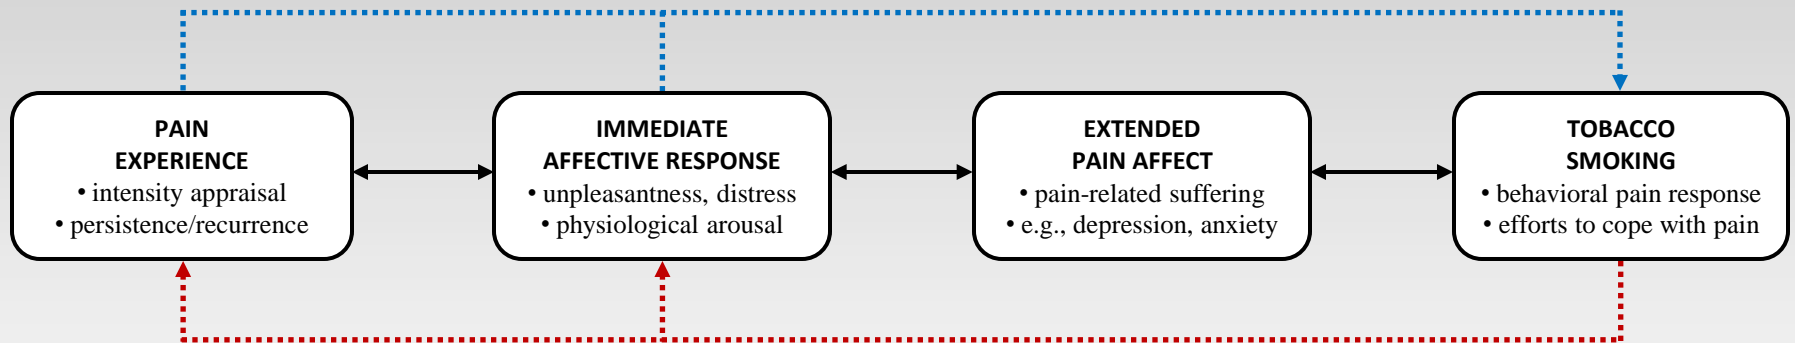 PAIN
EXPERIENCE
• intensity appraisal
• persistence/recurrence
IMMEDIATE
AFFECTIVE RESPONSE
• unpleasantness, distress
• physiological arousal
EXTENDED
PAIN AFFECT
• pain-related suffering
• e.g., depression, anxiety
TOBACCO
SMOKING
• behavioral pain response
• efforts to cope with pain